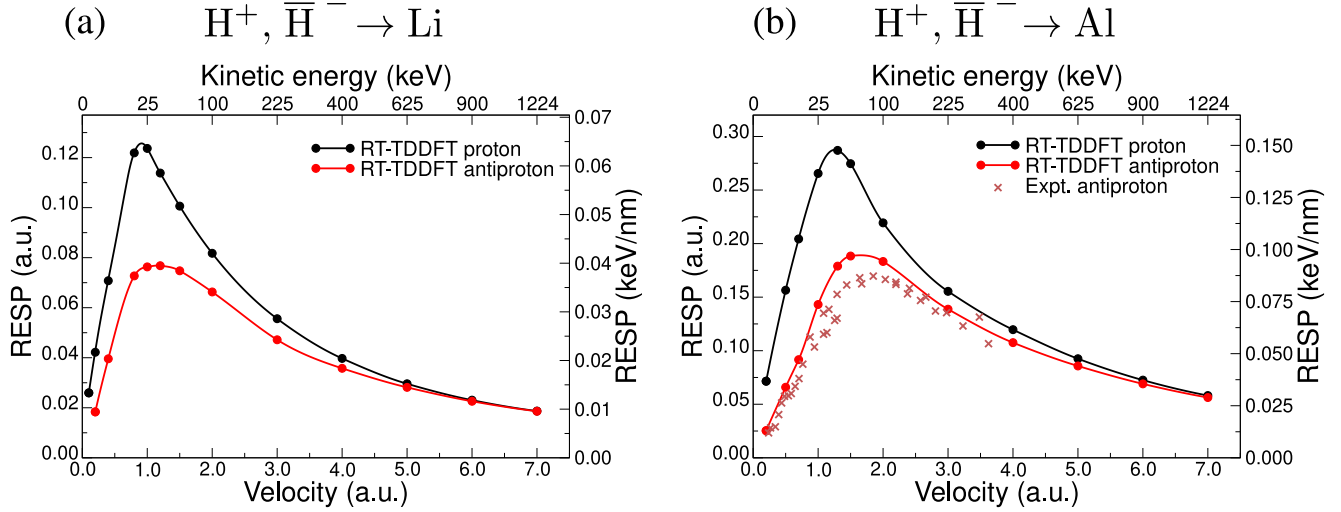 (a) H⁺, H̅ ⁻ → Li
Kinetic energy (keV)
0 25 100 225 400 625 900 1224
RT-TDDFT proton
RT-TDDFT antiproton
RESP (a.u.)
0.12
0.10
0.08
0.06
0.04
0.02
0.00
0.07
0.06
0.05
0.04
0.03
0.02
0.01
0.00
RESP (keV/nm)
0.0 1.0 2.0 3.0 4.0 5.0 6.0 7.0
Velocity (a.u.)
(b) H⁺, H̅ ⁻ → Al
Kinetic energy (keV)
0 25 100 225 400 625 900 1224
RT-TDDFT proton
RT-TDDFT antiproton
Expt. antiproton
RESP (a.u.)
0.30
0.25
0.20
0.15
0.10
0.05
0.00
0.150
0.125
0.100
0.075
0.050
0.025
0.000
RESP (keV/nm)
0.0 1.0 2.0 3.0 4.0 5.0 6.0 7.0
Velocity (a.u.)